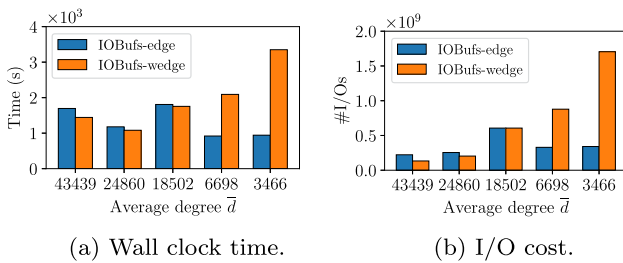 ×10³
4
3
2
1
0
Time (s)
IOBufs-edge
IOBufs-wedge
43439 24860 18502 6698 3466
Average degree d̅
(a) Wall clock time.
×10⁹
2.0
1.5
1.0
0.5
0.0
#I/Os
IOBufs-edge
IOBufs-wedge
43439 24860 18502 6698 3466
Average degree d̅
(b) I/O cost.